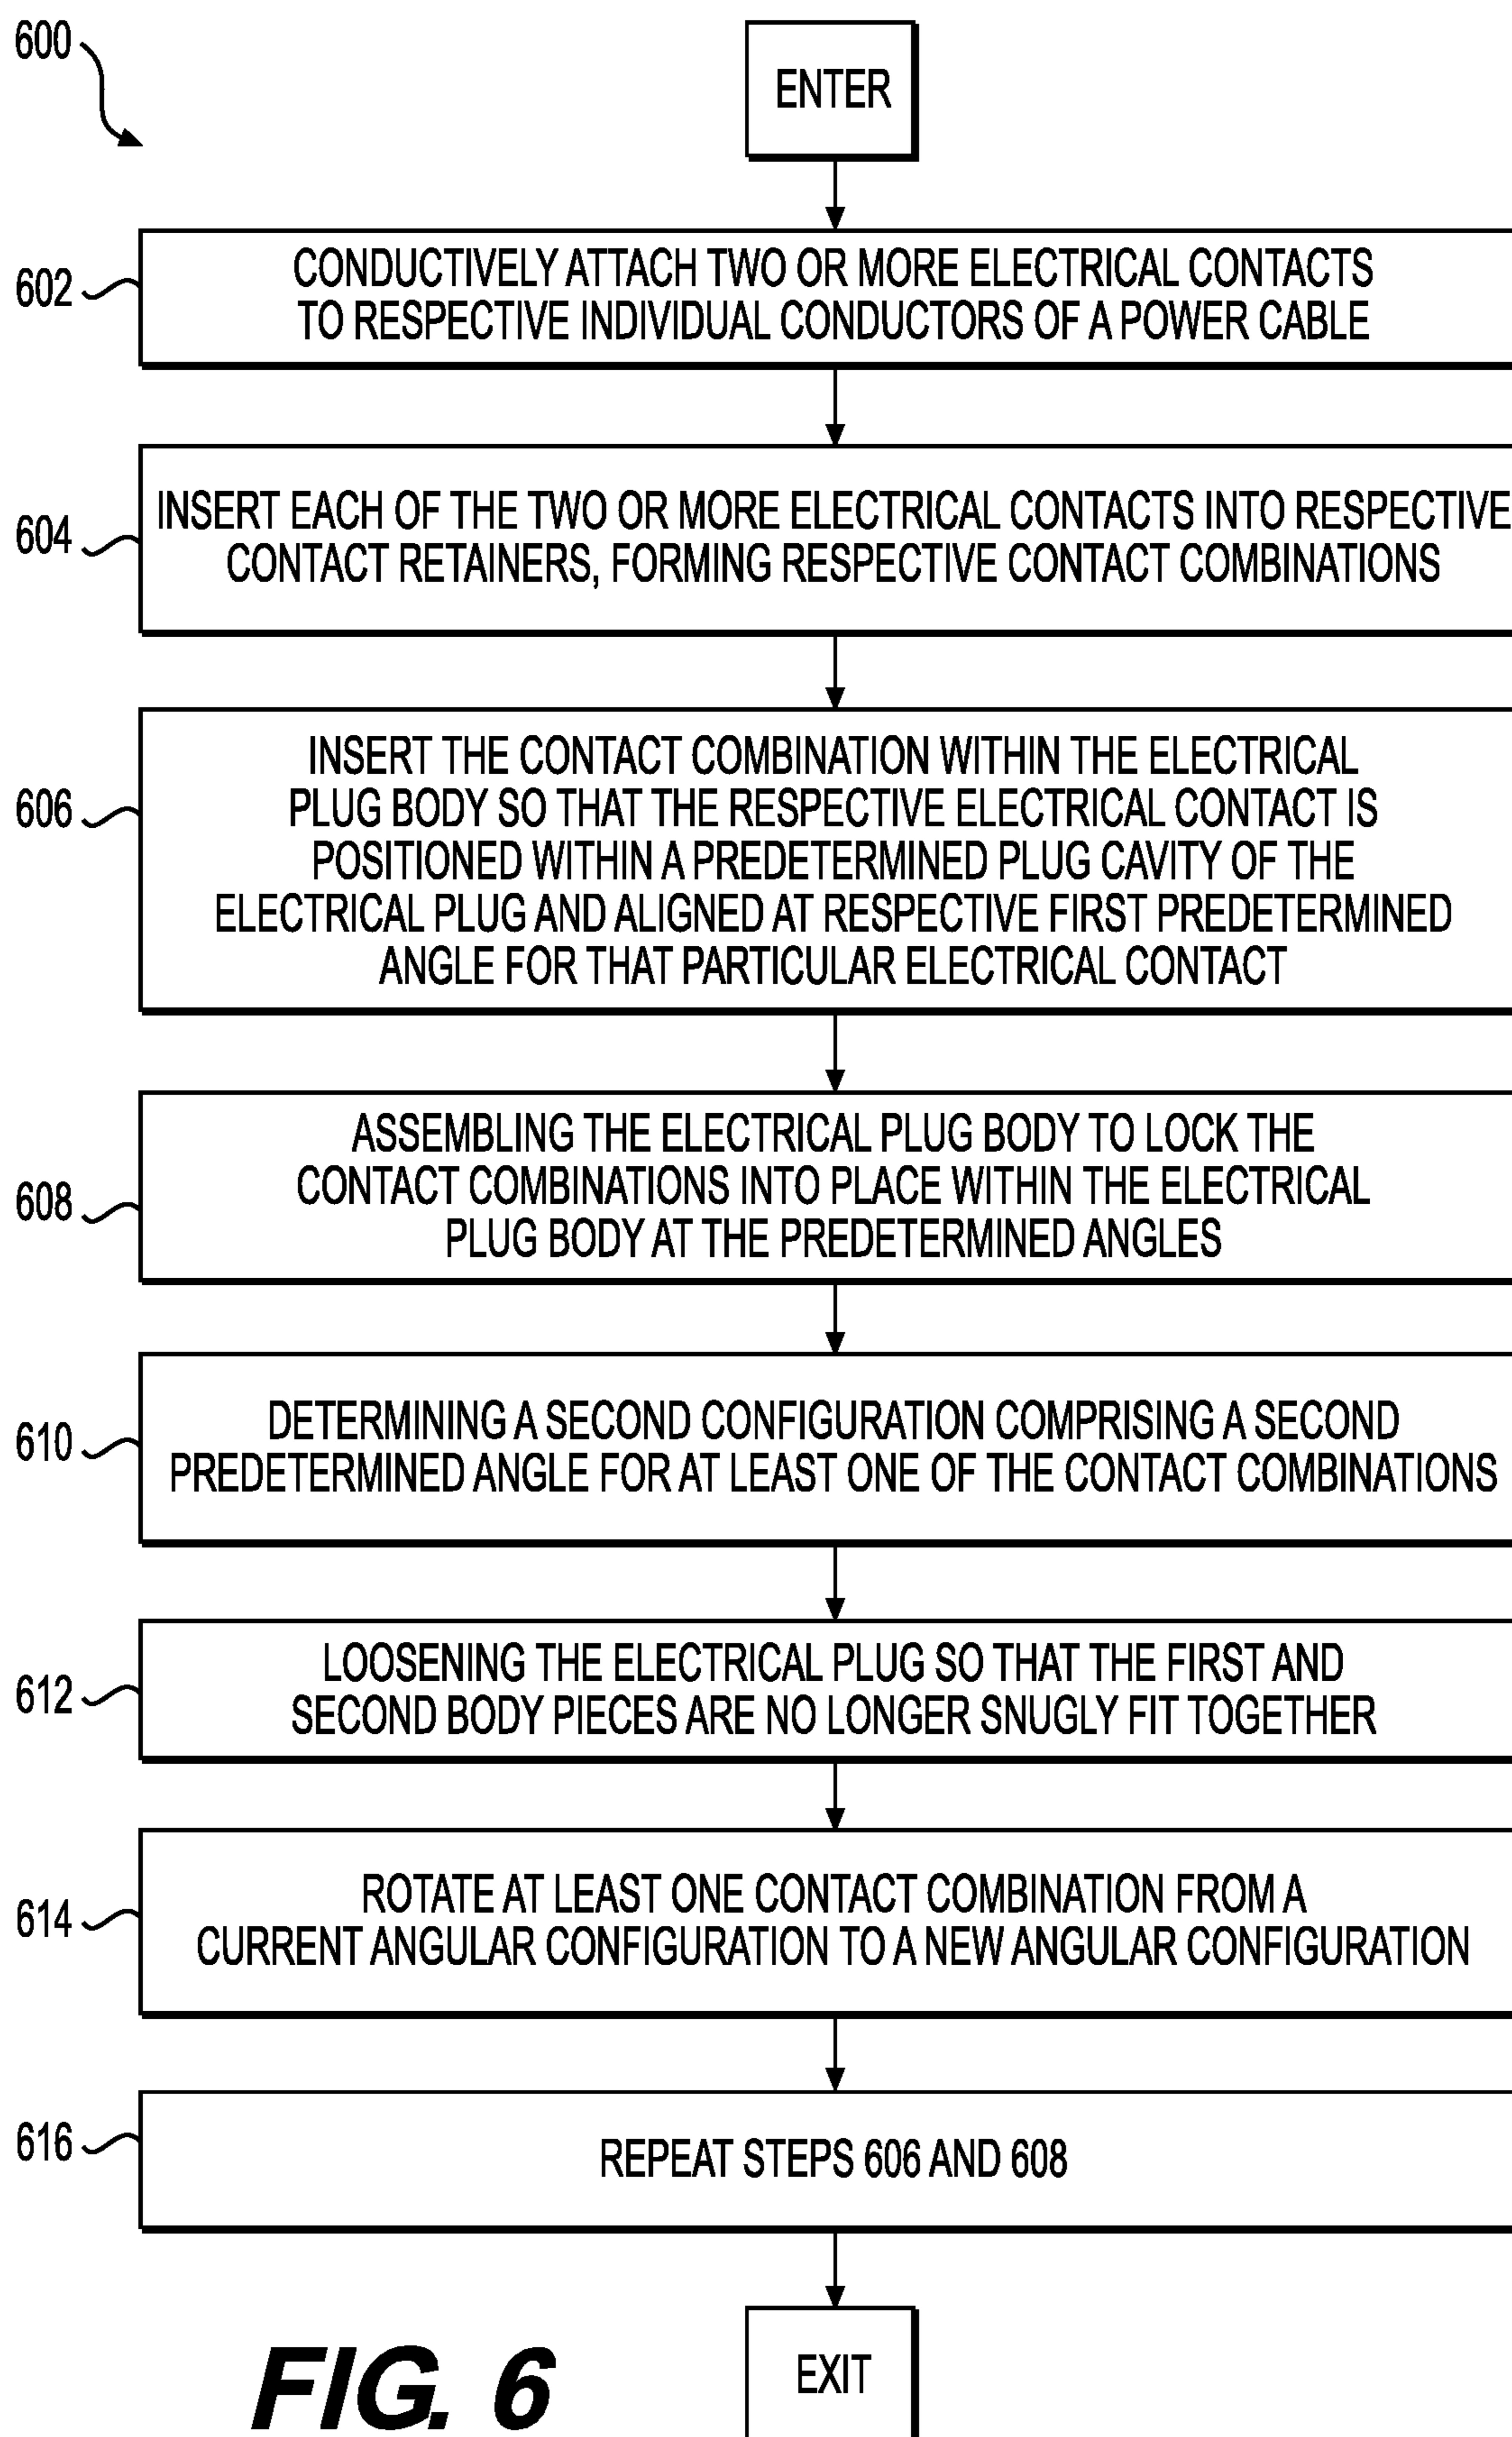 600
ENTER
602
CONDUCTIVELY ATTACH TWO OR MORE ELECTRICAL CONTACTS
TO RESPECTIVE INDIVIDUAL CONDUCTORS OF A POWER CABLE
604
INSERT EACH OF THE TWO OR MORE ELECTRICAL CONTACTS INTO RESPECTIVE
CONTACT RETAINERS, FORMING RESPECTIVE CONTACT COMBINATIONS
606
INSERT THE CONTACT COMBINATION WITHIN THE ELECTRICAL
PLUG BODY SO THAT THE RESPECTIVE ELECTRICAL CONTACT IS
POSITIONED WITHIN A PREDETERMINED PLUG CAVITY OF THE
ELECTRICAL PLUG AND ALIGNED AT RESPECTIVE FIRST PREDETERMINED
ANGLE FOR THAT PARTICULAR ELECTRICAL CONTACT
608
ASSEMBLING THE ELECTRICAL PLUG BODY TO LOCK THE
CONTACT COMBINATIONS INTO PLACE WITHIN THE ELECTRICAL
PLUG BODY AT THE PREDETERMINED ANGLES
610
DETERMINING A SECOND CONFIGURATION COMPRISING A SECOND
PREDETERMINED ANGLE FOR AT LEAST ONE OF THE CONTACT COMBINATIONS
612
LOOSENING THE ELECTRICAL PLUG SO THAT THE FIRST AND
SECOND BODY PIECES ARE NO LONGER SNUGLY FIT TOGETHER
614
ROTATE AT LEAST ONE CONTACT COMBINATION FROM A
CURRENT ANGULAR CONFIGURATION TO A NEW ANGULAR CONFIGURATION
616
REPEAT STEPS 606 AND 608
EXIT
FIG. 6